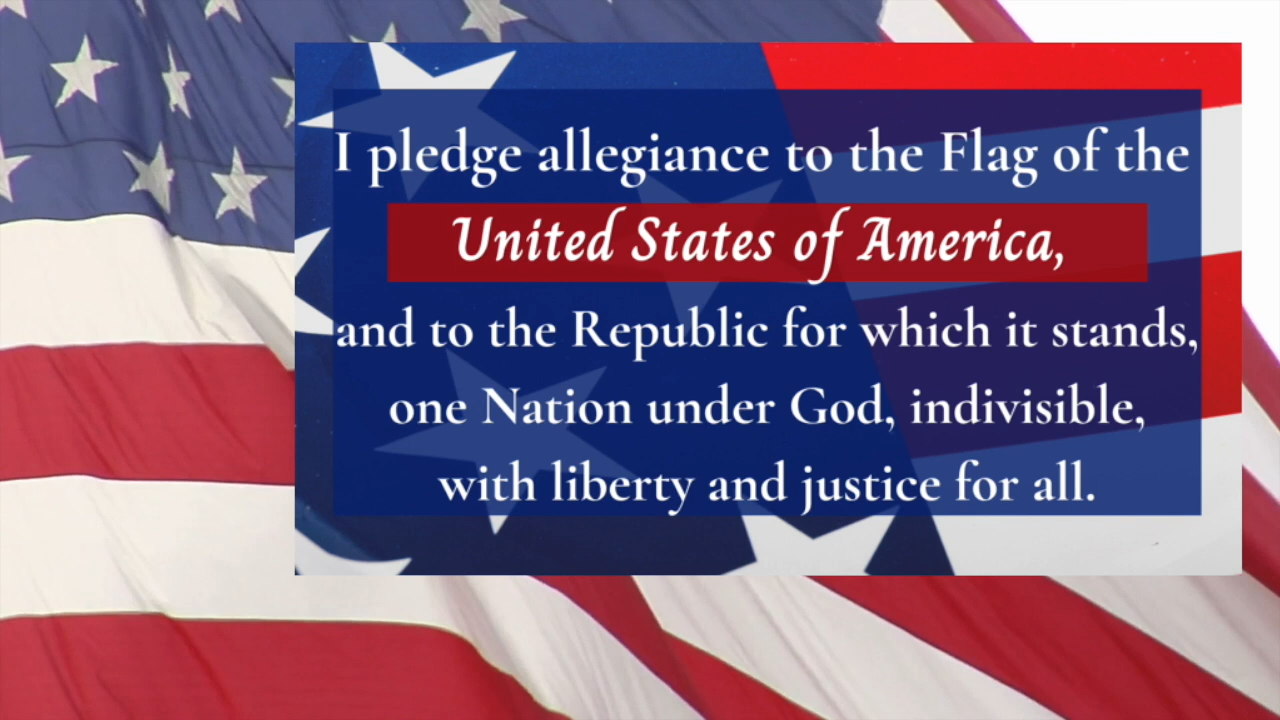 I pledge allegiance to the Flag of the
United States of America,
and to the Republic for which it stands,
one Nation under God, indivisible,
with liberty and justice for all.